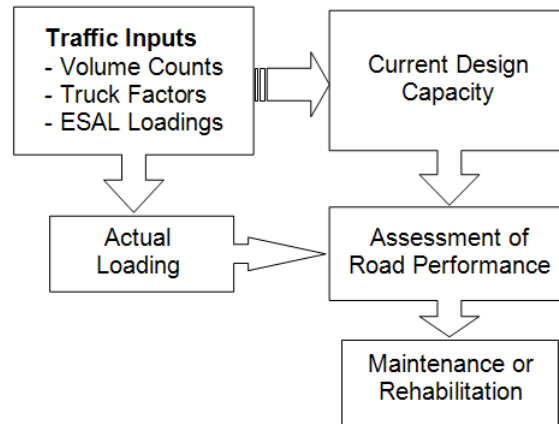 Traffic Inputs
- Volume Counts
- Truck Factors
- ESAL Loadings
Current Design
Capacity
Actual
Loading
Assessment of
Road Performance
Maintenance or
Rehabilitation